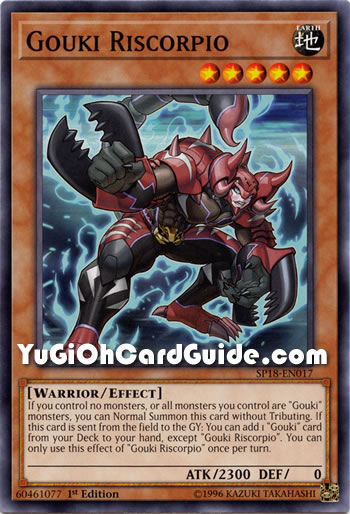 Gouki Riscorpio
EARTH
地
YuGiOhCardGuide.com
SP18-EN017
[WARRIOR/EFFECT]
If you control no monsters, or all monsters you control are "Gouki"
monsters, you can Normal Summon this card without Tributing. If
this card is sent from the field to the GY: You can add 1 "Gouki" card
from your Deck to your hand, except "Gouki Riscorpio". You can
only use this effect of "Gouki Riscorpio" once per turn.
ATK/2300 DEF/ 0
60461077 1st Edition ©1996 KAZUKI TAKAHASHI